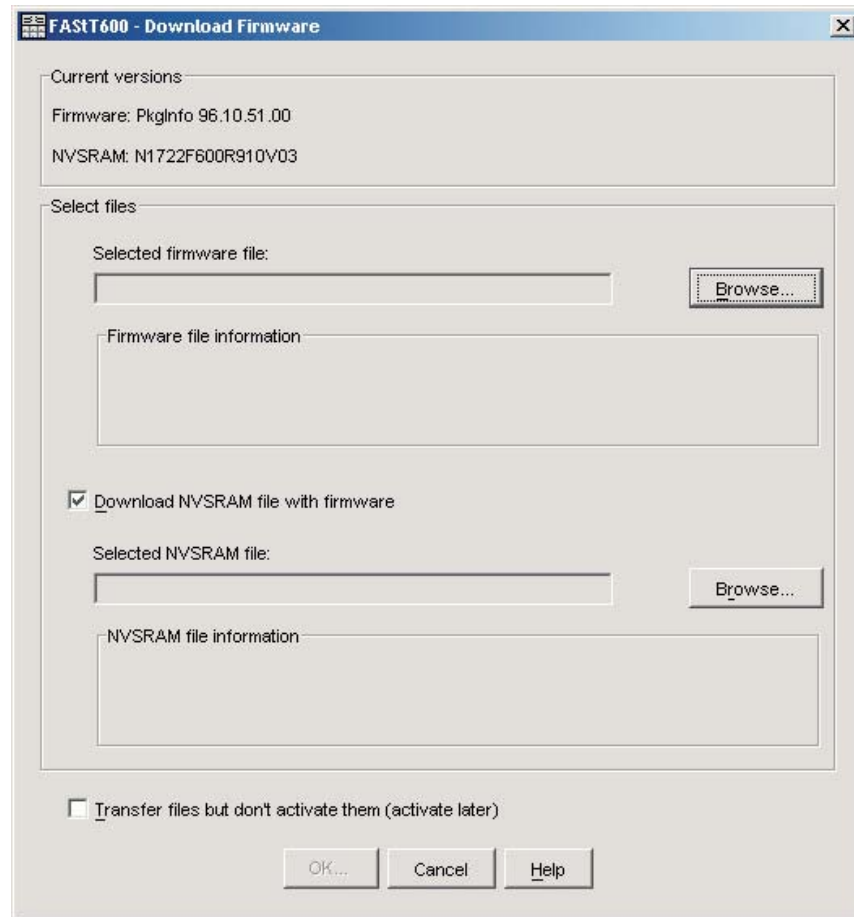 FAStT600 - Download Firmware
Current versions
Firmware: PkgInfo 96.10.51.00
NVSRAM: N1722F600R910V03
Select files
Selected firmware file:
Browse...
Firmware file information
Download NVSRAM file with firmware
Selected NVSRAM file:
Browse...
NVSRAM file information
Transfer files but don't activate them (activate later)
OK... Cancel Help